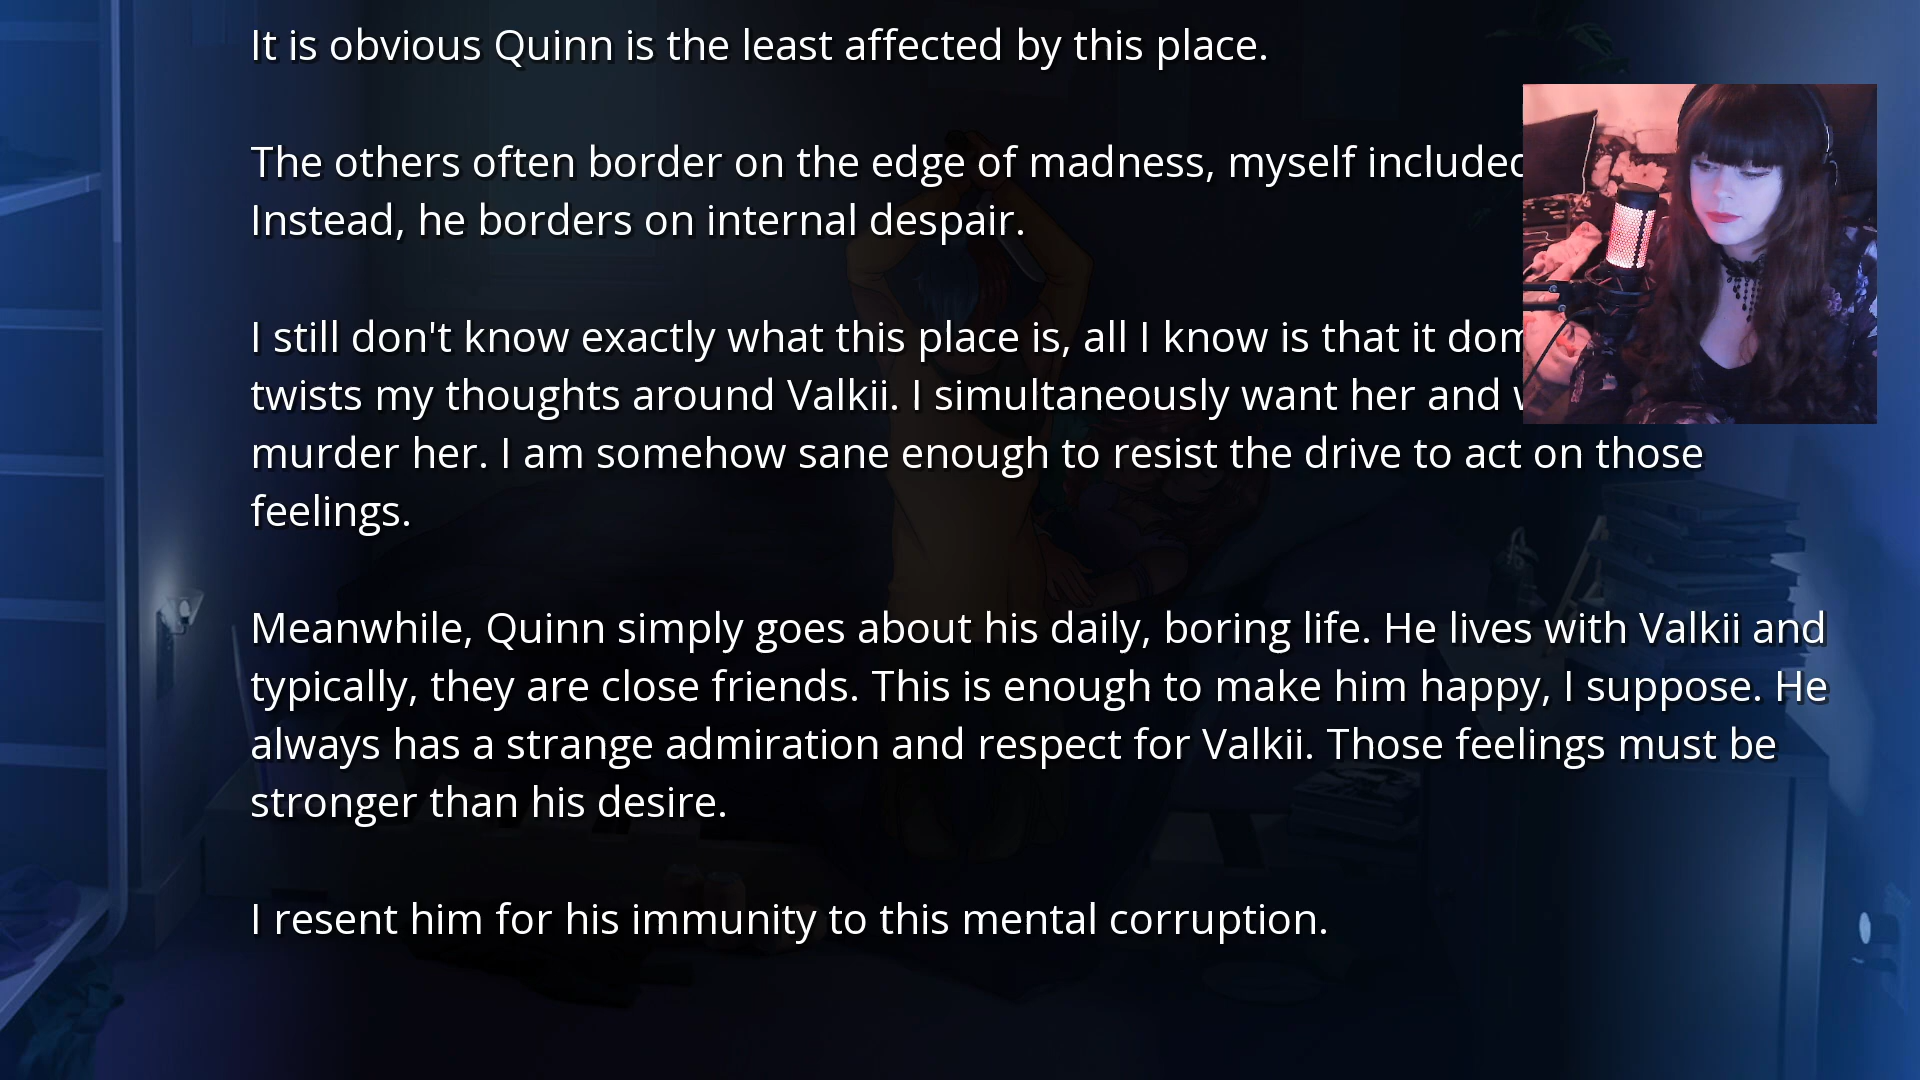 It is obvious Quinn is the least affected by this place.
The others often border on the edge of madness, myself included
Instead, he borders on internal despair.
I still don't know exactly what this place is, all I know is that it
twists my thoughts around Valkii. I simultaneously want her and
murder her. I am somehow sane enough to resist the drive to act on those
feelings.
Meanwhile, Quinn simply goes about his daily, boring life. He lives with Valkii and
typically, they are close friends. This is enough to make him happy, I suppose. He
always has a strange admiration and respect for Valkii. Those feelings must be
stronger than his desire.
I resent him for his immunity to this mental corruption.